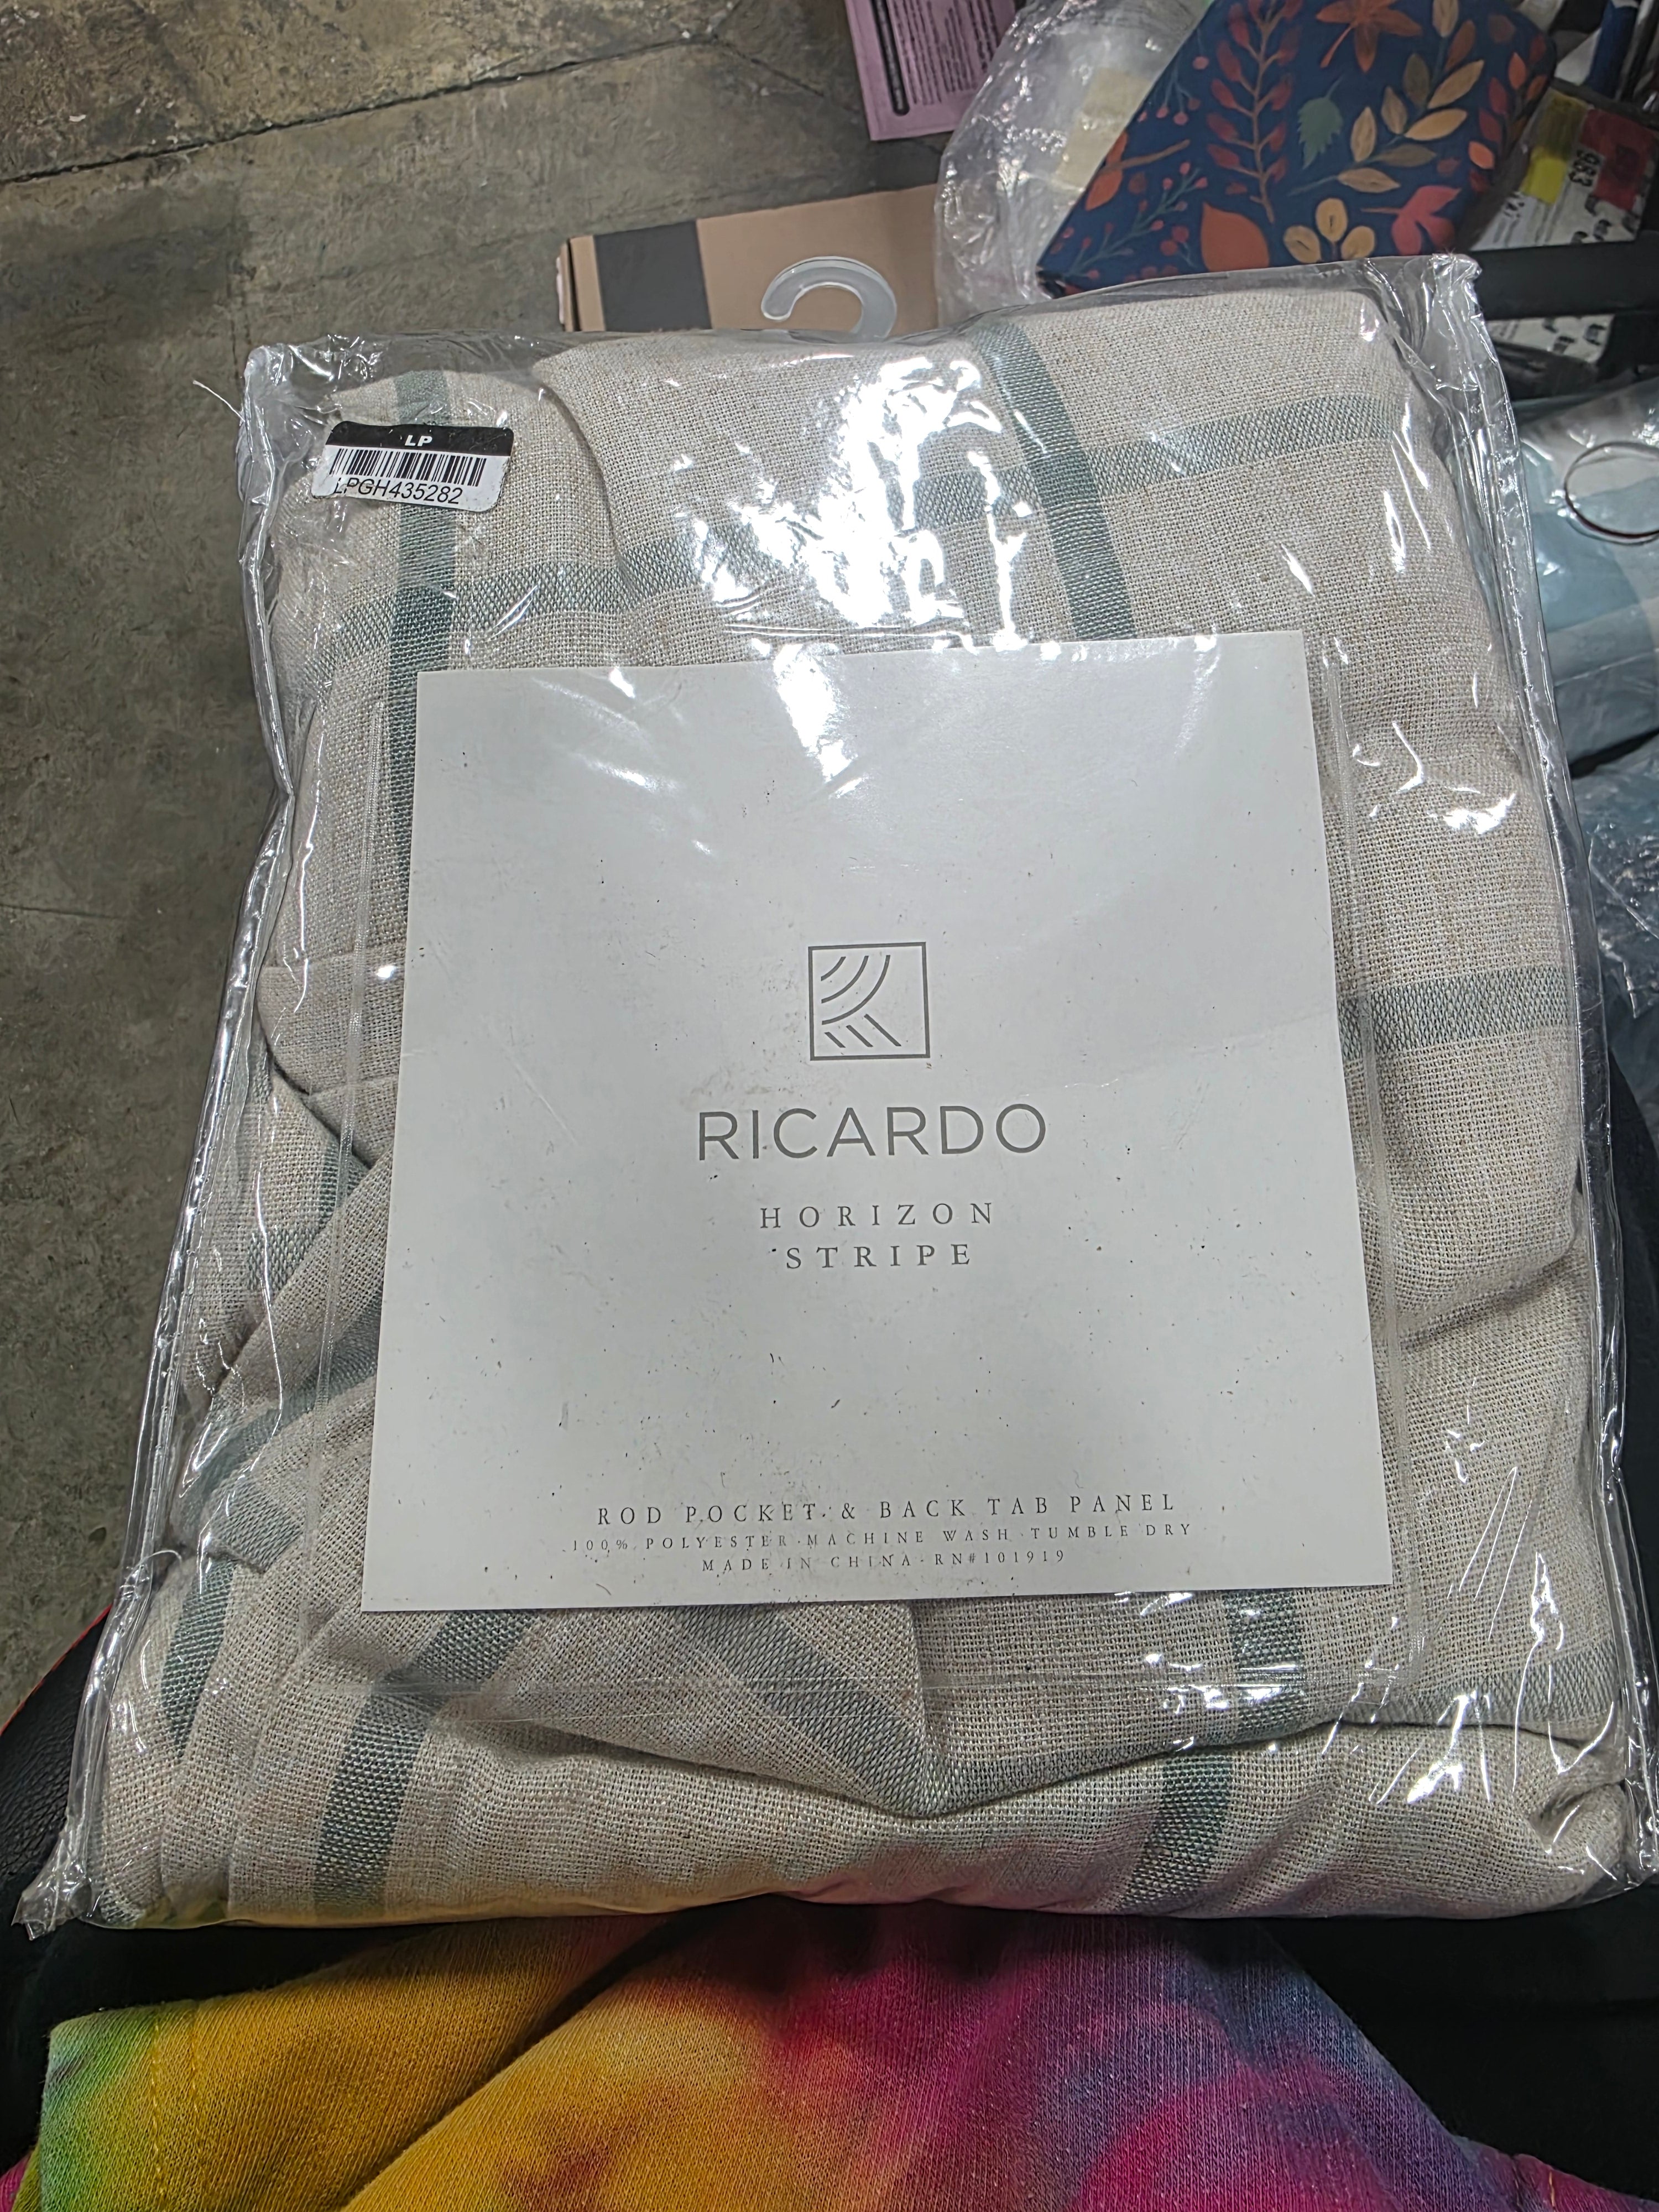 LP
LPGH435282
983
RICARDO
HORIZON
STRIPE
ROD POCKET & BACK TAB PANEL
100% POLYESTER·MACHINE WASH·TUMBLE DRY
MADE IN CHINA·RN#101919